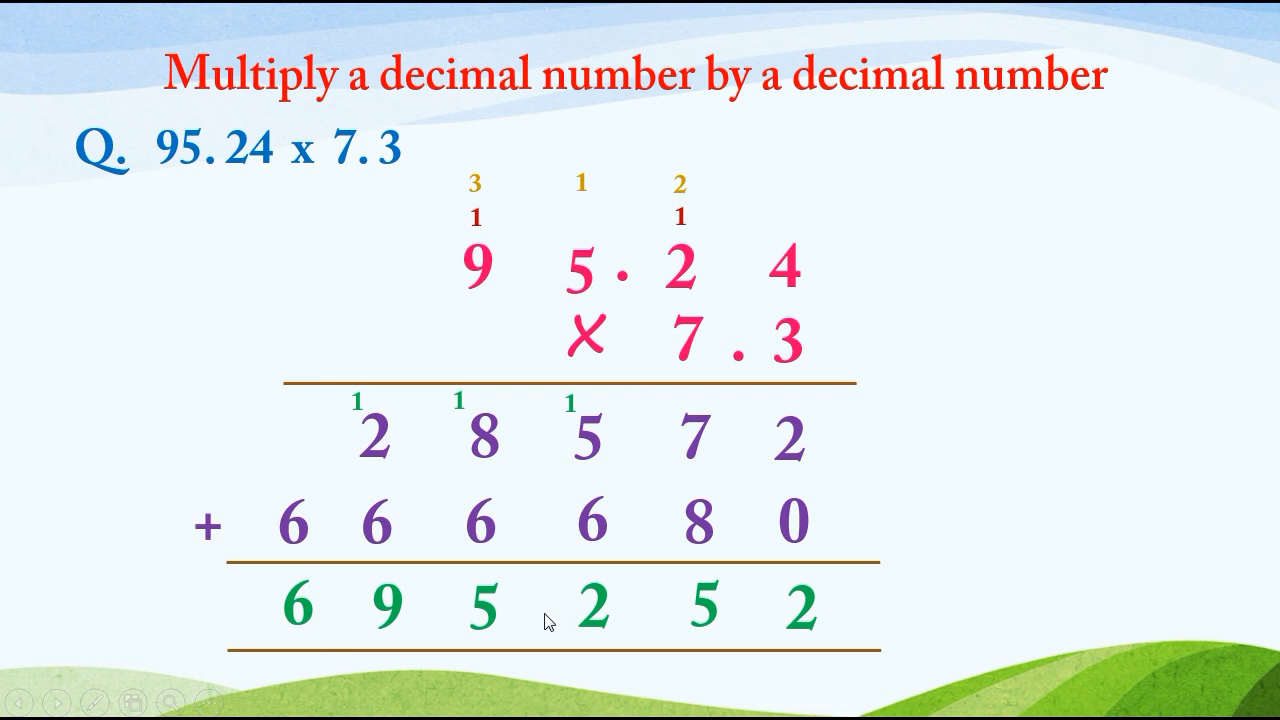 Multiply a decimal number by a decimal number
Q. 95.24 x 7.3
3 1 2
1 1
9 5 . 2 4
× 7 . 3
1 1 1
2 8 5 7 2
+ 6 6 6 6 8 0
6 9 5 2 5 2